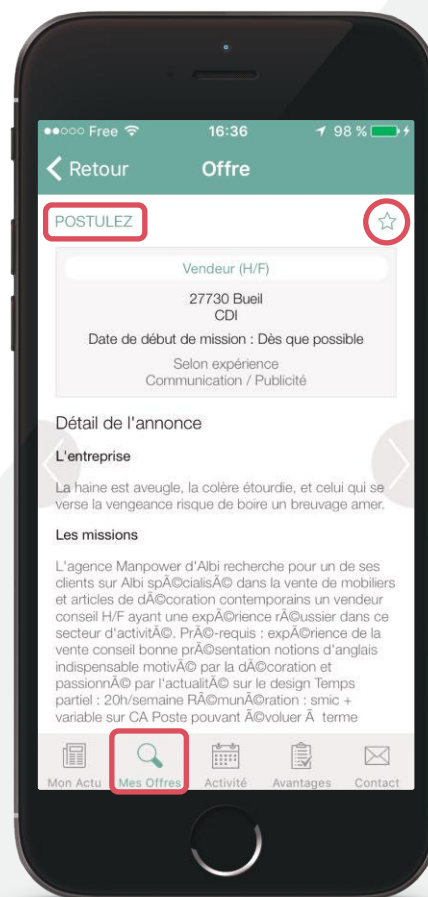 Free 16:36 98 %
Retour Offre
POSTULEZ
Vendeur (H/F)
27730 Bueil
CDI
Date de début de mission : Dès que possible
Selon expérience
Communication / Publicité
Détail de l'annonce
L'entreprise
La haine est aveugle, la colère étourdie, et celui qui se
verse la vengeance risque de boire un breuvage amer.
Les missions
L'agence Manpower d'Albi recherche pour un de ses
clients sur Albi spÃ©cialisÃ© dans la vente de mobiliers
et articles de dÃ©coration contemporains un vendeur
conseil H/F ayant une expÃ©rience rÃ©ussier dans ce
secteur d'activitÃ©. PrÃ©-requis : expÃ©rience de la
vente conseil bonne prÃ©sentation notions d'anglais
indispensable motivÃ© par la dÃ©coration et
passionnÃ© par l'actualitÃ© sur le design Temps
partiel : 20h/semaine RÃ©munÃ©ration : smic +
variable sur CA Poste pouvant Ã©voluer Ã terme
Mon Actu Mes Offres Activité Avantages Contact